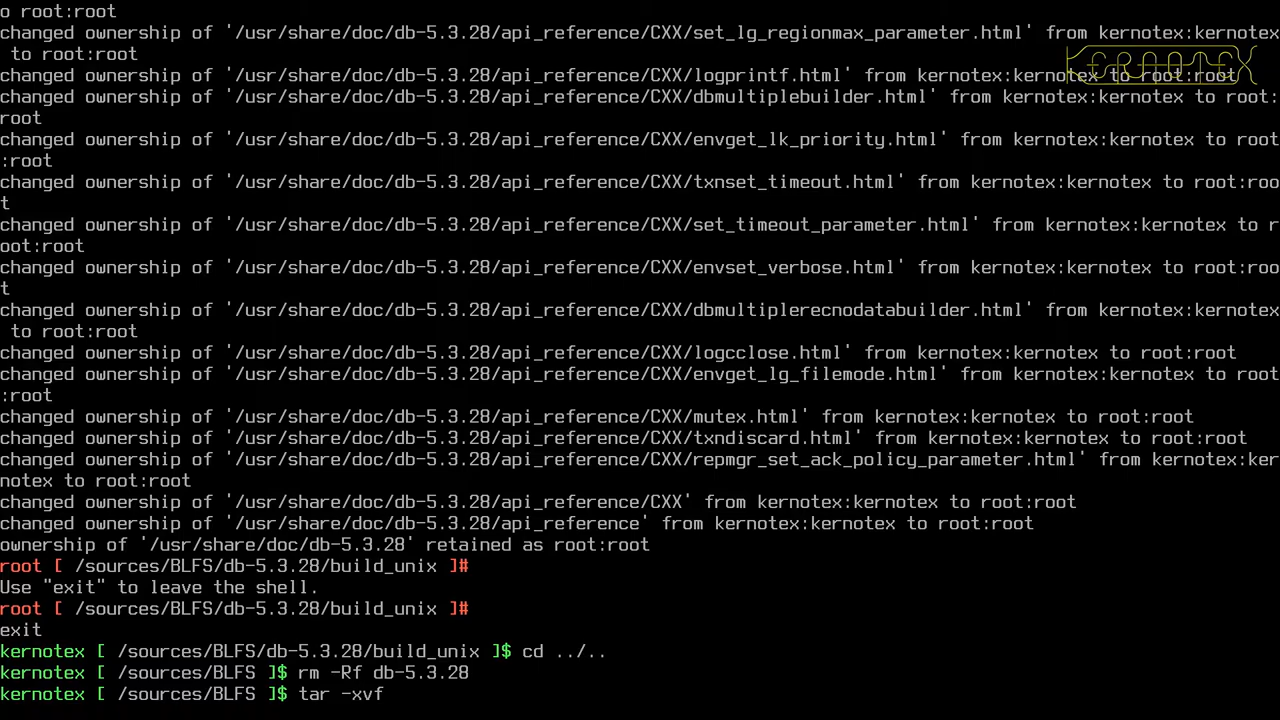 o root:root
changed ownership of '/usr/share/doc/db-5.3.28/api_reference/CXX/set_lg_regionmax_parameter.html' from kernotex:kernotex
 to root:root
changed ownership of '/usr/share/doc/db-5.3.28/api_reference/CXX/logprintf.html' from kernotex:kernotex to root:root
KERNOTEX
changed ownership of '/usr/share/doc/db-5.3.28/api_reference/CXX/dbmultiplebuilder.html' from kernotex:kernotex to root:
root
changed ownership of '/usr/share/doc/db-5.3.28/api_reference/CXX/envget_lk_priority.html' from kernotex:kernotex to root
:root
changed ownership of '/usr/share/doc/db-5.3.28/api_reference/CXX/txnset_timeout.html' from kernotex:kernotex to root:roo
t
changed ownership of '/usr/share/doc/db-5.3.28/api_reference/CXX/set_timeout_parameter.html' from kernotex:kernotex to r
oot:root
changed ownership of '/usr/share/doc/db-5.3.28/api_reference/CXX/envset_verbose.html' from kernotex:kernotex to root:roo
t
changed ownership of '/usr/share/doc/db-5.3.28/api_reference/CXX/dbmultiplerecnodatabuilder.html' from kernotex:kernotex
 to root:root
changed ownership of '/usr/share/doc/db-5.3.28/api_reference/CXX/logcclose.html' from kernotex:kernotex to root:root
changed ownership of '/usr/share/doc/db-5.3.28/api_reference/CXX/envget_lg_filemode.html' from kernotex:kernotex to root
:root
changed ownership of '/usr/share/doc/db-5.3.28/api_reference/CXX/mutex.html' from kernotex:kernotex to root:root
changed ownership of '/usr/share/doc/db-5.3.28/api_reference/CXX/txndiscard.html' from kernotex:kernotex to root:root
changed ownership of '/usr/share/doc/db-5.3.28/api_reference/CXX/repmgr_set_ack_policy_parameter.html' from kernotex:ker
notex to root:root
changed ownership of '/usr/share/doc/db-5.3.28/api_reference/CXX' from kernotex:kernotex to root:root
changed ownership of '/usr/share/doc/db-5.3.28/api_reference' from kernotex:kernotex to root:root
ownership of '/usr/share/doc/db-5.3.28' retained as root:root
root [ /sources/BLFS/db-5.3.28/build_unix ]#
Use "exit" to leave the shell.
root [ /sources/BLFS/db-5.3.28/build_unix ]#
exit
kernotex [ /sources/BLFS/db-5.3.28/build_unix ]$ cd ../..
kernotex [ /sources/BLFS ]$ rm -Rf db-5.3.28
kernotex [ /sources/BLFS ]$ tar -xvf